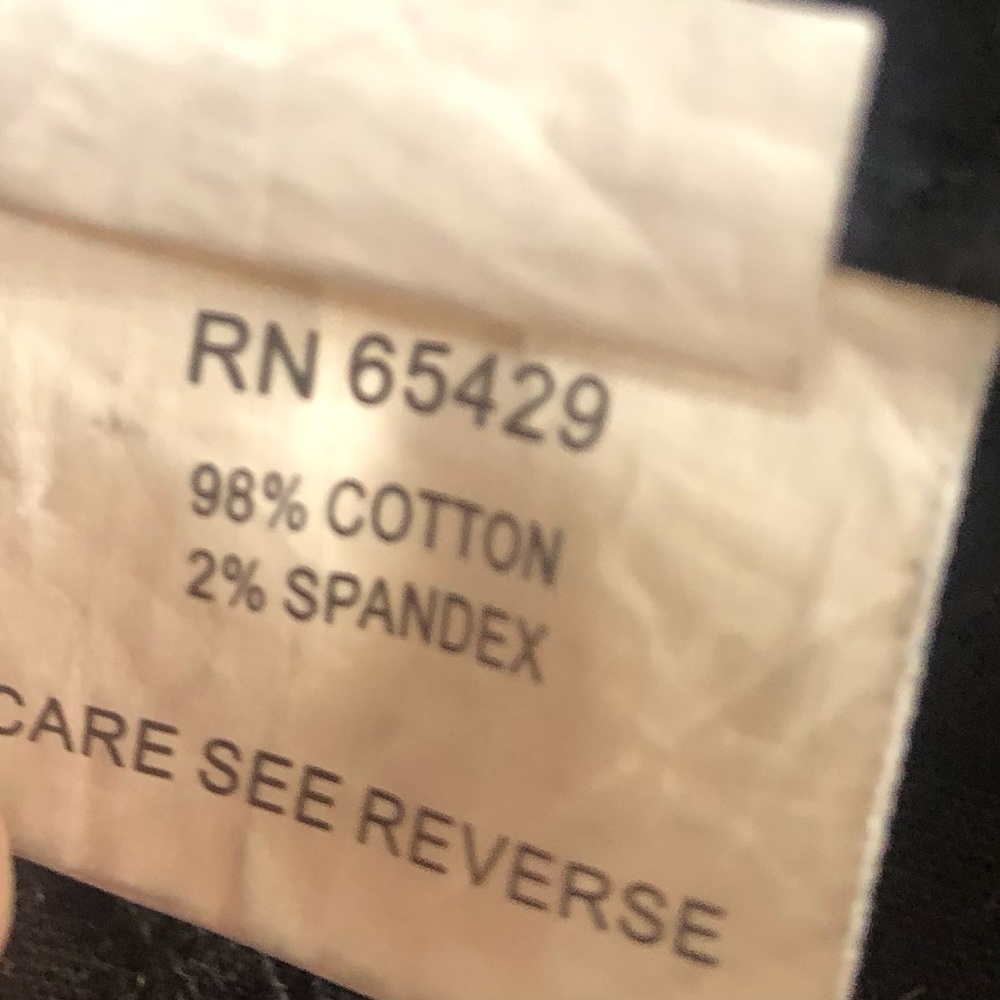 RN 65429
98% COTTON
2% SPANDEX
CARE SEE REVERSE